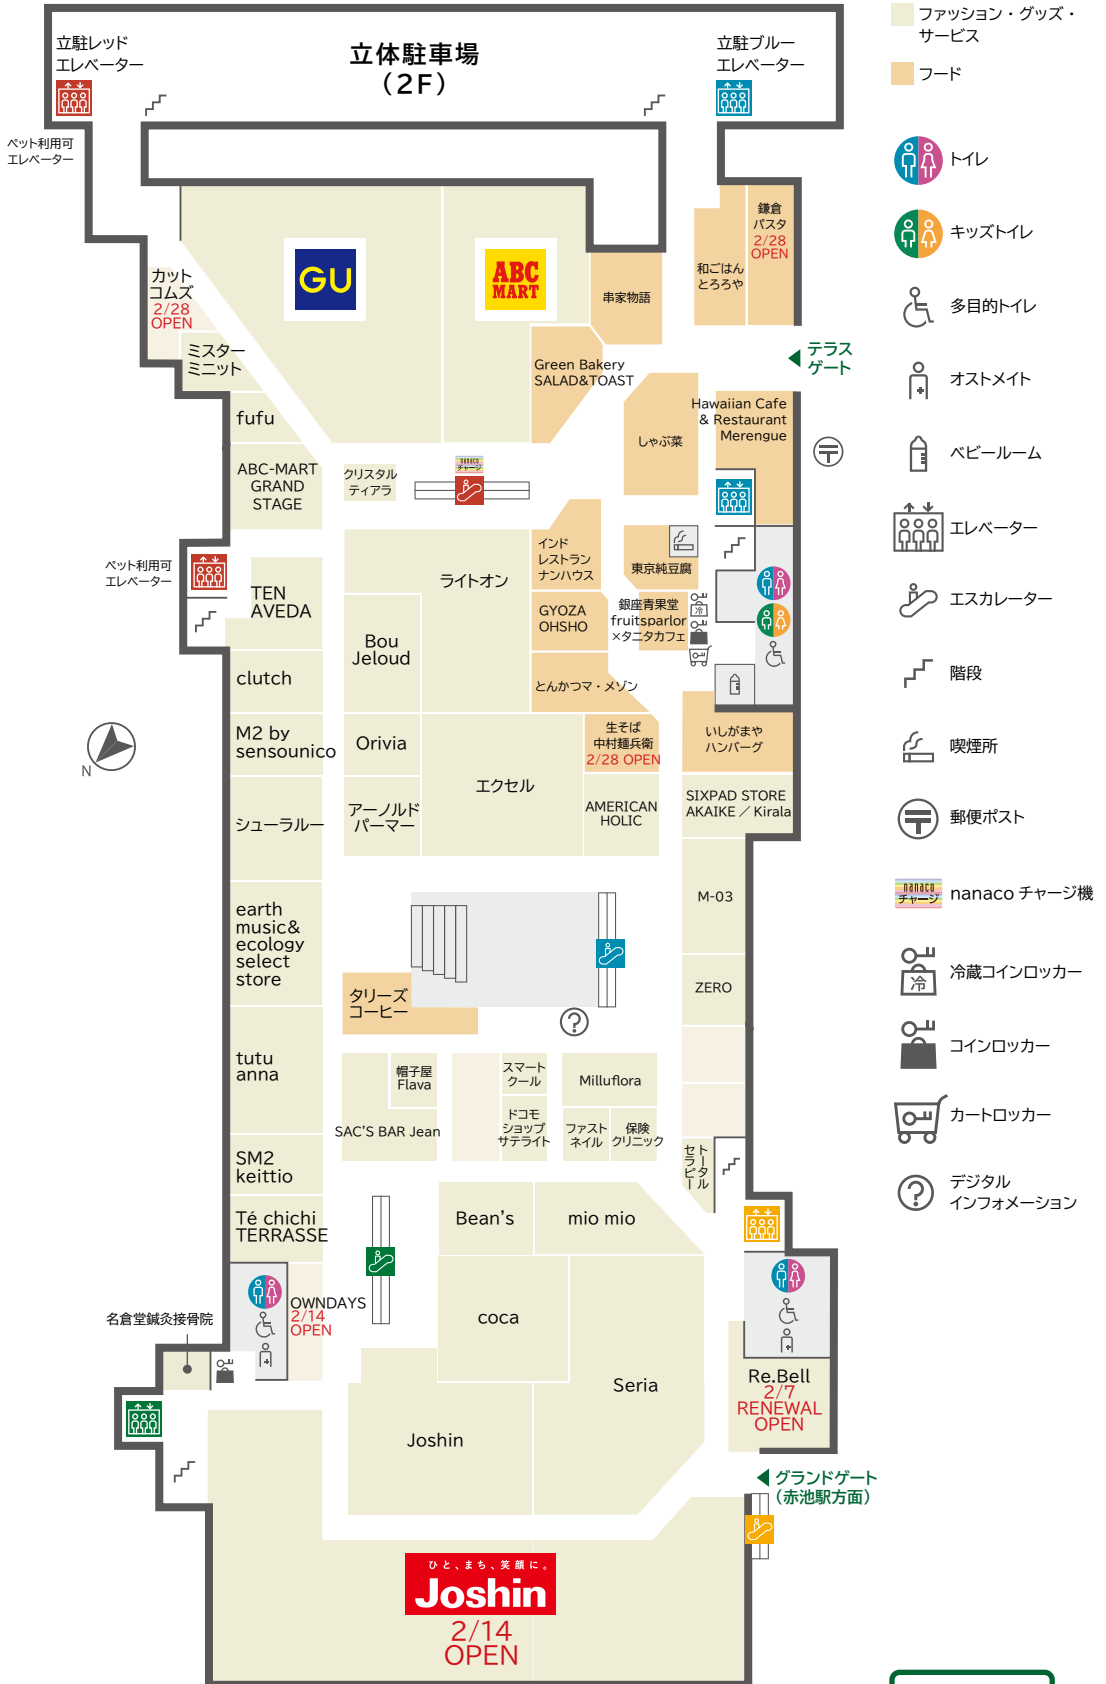 立駐レッド
エレベーター
立体駐車場
（2F）
立駐ブルー
エレベーター
ペット利用可
エレベーター
カット
コムズ
2/28
OPEN
ミスター
ミニット
GU
ABC
MART
串家物語
和ごはん
とろろや
鎌倉
パスタ
2/28
OPEN
テラス
ゲート
Green Bakery
SALAD&TOAST
fufu
しゃぶ菜
Hawaiian Cafe
& Restaurant
Merengue
ABC-MART
GRAND
STAGE
クリスタル
ティアラ
nanaco
チャージ
ペット利用可
エレベーター
TEN
AVEDA
ライトオン
インド
レストラン
ナンハウス
東京純豆腐
Bou
Jeloud
GYOZA
OHSHO
銀座青果堂
fruitsparlor
×タニタカフェ
冷
clutch
とんかつマ・メゾン
M2 by
sensounico
Orivia
生そば
中村麺兵衛
2/28 OPEN
いしがまや
ハンバーグ
N
エクセル
シューラルー
アーノルド
パーマー
AMERICAN
HOLIC
SIXPAD STORE
AKAIKE／Kirala
earth
music&
ecology
select
store
M-03
タリーズ
コーヒー
ZERO
tutu
anna
帽子屋
Flava
SAC'S BAR Jean
スマート
クール
ドコモ
ショップ
サテライト
Milluflora
ファスト
ネイル
保険
クリニック
トータル
セラピー
SM2
keittio
Té chichi
TERRASSE
Bean's
mio mio
OWNDAYS
2/14
OPEN
名倉堂鍼灸接骨院
coca
Seria
Re.Bell
2/7
RENEWAL
OPEN
Joshin
グランドゲート
（赤池駅方面）
ひと、まち、笑顔に。
Joshin
2/14
OPEN
ファッション・グッズ・
サービス
フード
トイレ
キッズトイレ
多目的トイレ
オストメイト
ベビールーム
エレベーター
エスカレーター
階段
喫煙所
郵便ポスト
nanaco
チャージ
nanaco チャージ機
冷
冷蔵コインロッカー
コインロッカー
カートロッカー
デジタル
インフォメーション